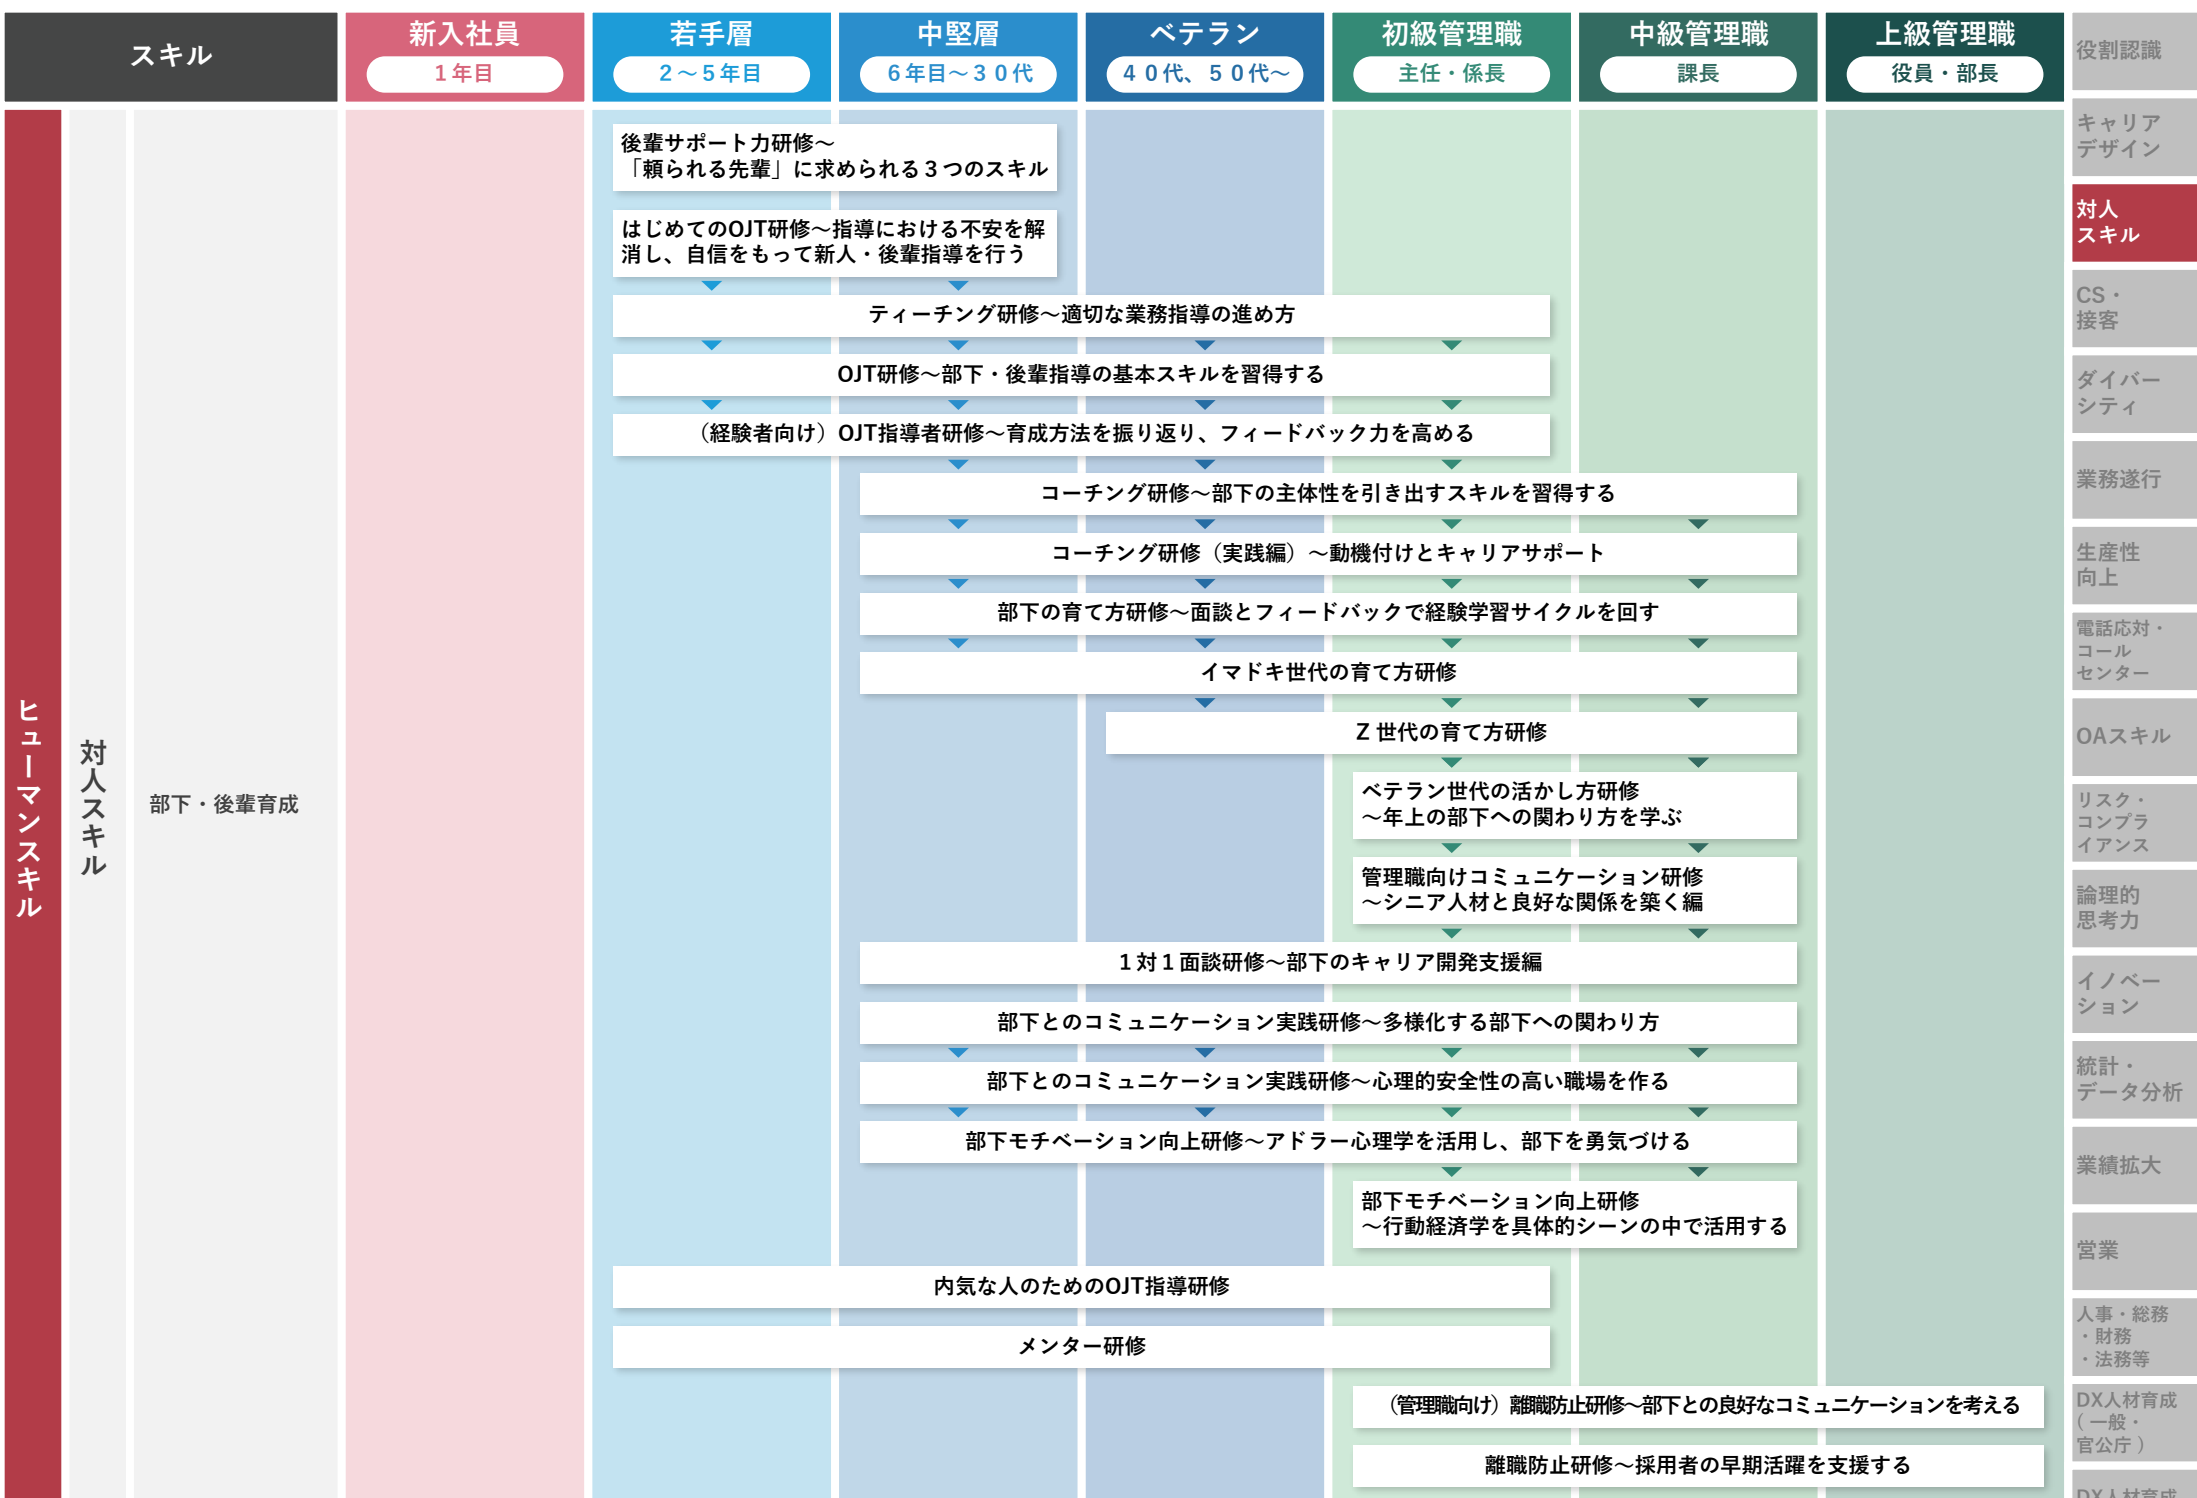 スキル
新入社員
1年目
若手層
2～5年目
中堅層
6年目～30代
ベテラン
40代、50代～
初級管理職
主任・係長
中級管理職
課長
上級管理職
役員・部長
ヒューマンスキル
対人スキル
部下・後輩育成
後輩サポート力研修～
「頼られる先輩」に求められる3つのスキル
はじめてのOJT研修～指導における不安を解
消し、自信をもって新人・後輩指導を行う
ティーチング研修～適切な業務指導の進め方
OJT研修～部下・後輩指導の基本スキルを習得する
（経験者向け）OJT指導者研修～育成方法を振り返り、フィードバック力を高める
コーチング研修～部下の主体性を引き出すスキルを習得する
コーチング研修（実践編）～動機付けとキャリアサポート
部下の育て方研修～面談とフィードバックで経験学習サイクルを回す
イマドキ世代の育て方研修
Z世代の育て方研修
ベテラン世代の活かし方研修
～年上の部下への関わり方を学ぶ
管理職向けコミュニケーション研修
～シニア人材と良好な関係を築く編
1対1面談研修～部下のキャリア開発支援編
部下とのコミュニケーション実践研修～多様化する部下への関わり方
部下とのコミュニケーション実践研修～心理的安全性の高い職場を作る
部下モチベーション向上研修～アドラー心理学を活用し、部下を勇気づける
部下モチベーション向上研修
～行動経済学を具体的シーンの中で活用する
内気な人のためのOJT指導研修
メンター研修
（管理職向け）離職防止研修～部下との良好なコミュニケーションを考える
離職防止研修～採用者の早期活躍を支援する
役割認識
キャリア
デザイン
対人
スキル
CS・
接客
ダイバー
シティ
業務遂行
生産性
向上
電話応対・
コール
センター
OAスキル
リスク・
コンプラ
イアンス
論理的
思考力
イノベー
ション
統計・
データ分析
業績拡大
営業
人事・総務
・財務
・法務等
DX人材育成
(一般・
官公庁)
DX人材育成